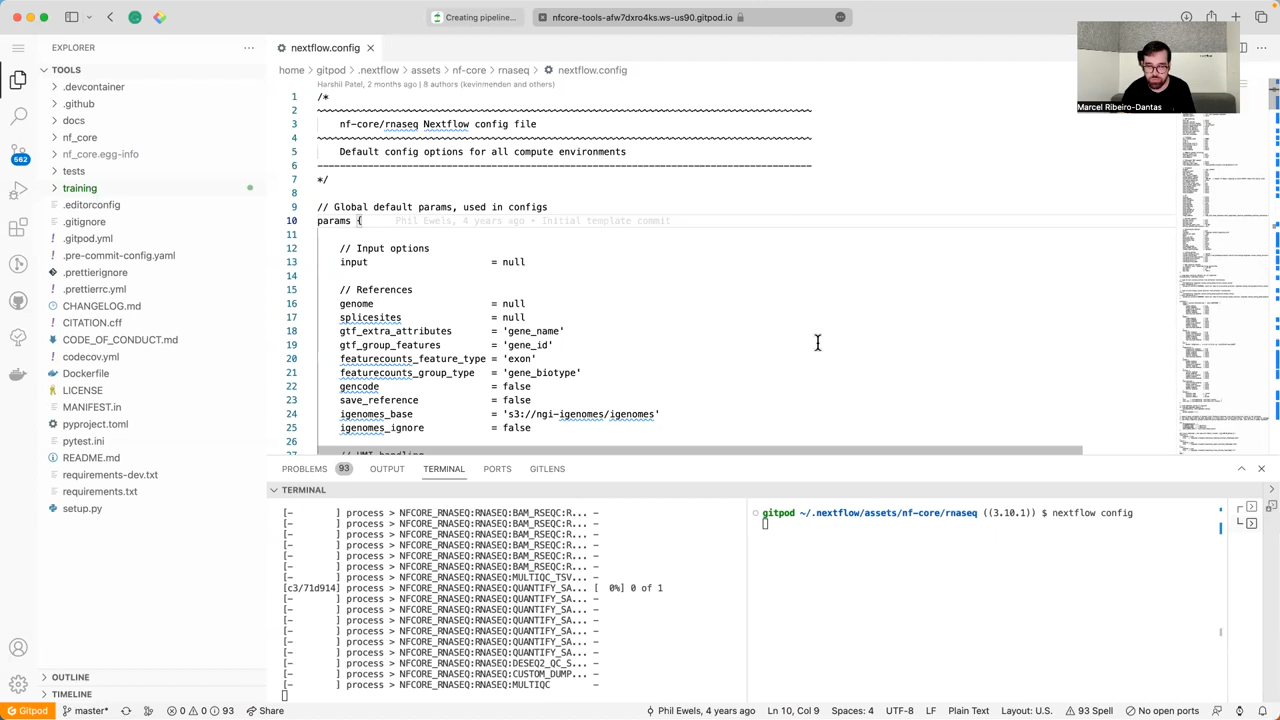 Creating pipeline...
nfcore-tools-afw7dxro4ks.ws-us90.gitpod.io
EXPLORER
nextflow.config
TOOLS
home > gitpod > .nextflow > assets > nf-core > rnaseq > nextflow.config
Harshil Patel, 2 months ago | 8 authors (kevinmenden and others)
.devcontainer
.github
docs
nf_core
nf_core.egg-info
tests
training
.editorconfig
.gitignore
.gitpod.yml
.pre-commit-config.yaml
.prettierignore
.prettierrc.yml
CHANGELOG.md
CITATION.cff
CODE_OF_CONDUCT.md
codecov.yml
Dockerfile
LICENSE
MANIFEST.in
pyproject.toml
pytest.ini
README.md
requirements-dev.txt
requirements.txt
setup.py
OUTLINE
TIMELINE
562
1 /*
2 ~~~~~~~~~~~~~~~~~~~~~~~~~~~~~~~~~~~~~~~~~~~~~~~~~~~~~~~~~~~~~~~~~~~~~~~~~~~~~~~~~~~~~~~~
3 nf-core/rnaseq Nextflow config file
4 ~~~~~~~~~~~~~~~~~~~~~~~~~~~~~~~~~~~~~~~~~~~~~~~~~~~~~~~~~~~~~~~~~~~~~~~~~~~~~~~~~~~~~~~~
5 Default config options for all compute environments
6 ----------------------------------------------------------------------------------------
7 */
8
9 // Global default params, used in configs
10 params { Phil Ewels, 4 years ago • Initial template commit
11
12 // Input options
13 input = null
14
15 // References
16 genome = null
17 splicesites = null
18 gtf_extra_attributes = 'gene_name'
19 gtf_group_features = 'gene_id'
20 featurecounts_feature_type = 'exon'
21 featurecounts_group_type = 'gene_biotype'
22 gencode = false
23 save_reference = false
24 igenomes_base = 's3://ngi-igenomes/igenomes'
25 igenomes_ignore = false
26
27
Marcel Ribeiro-Dantas
PROBLEMS 93 OUTPUT TERMINAL PORTS GITLENS
TERMINAL
[- ] process > NFCORE_RNASEQ:RNASEQ:BAM_RSEQC:R... -
[- ] process > NFCORE_RNASEQ:RNASEQ:BAM_RSEQC:R... -
[- ] process > NFCORE_RNASEQ:RNASEQ:BAM_RSEQC:R... -
[- ] process > NFCORE_RNASEQ:RNASEQ:BAM_RSEQC:R... -
[- ] process > NFCORE_RNASEQ:RNASEQ:BAM_RSEQC:R... -
[- ] process > NFCORE_RNASEQ:RNASEQ:BAM_RSEQC:R... -
[- ] process > NFCORE_RNASEQ:RNASEQ:MULTIQC_TSV... -
[c3/71d914] process > NFCORE_RNASEQ:RNASEQ:QUANTIFY_SA... [ 0%] 0 of 1
[- ] process > NFCORE_RNASEQ:RNASEQ:QUANTIFY_SA... -
[- ] process > NFCORE_RNASEQ:RNASEQ:QUANTIFY_SA... -
[- ] process > NFCORE_RNASEQ:RNASEQ:QUANTIFY_SA... -
[- ] process > NFCORE_RNASEQ:RNASEQ:QUANTIFY_SA... -
[- ] process > NFCORE_RNASEQ:RNASEQ:QUANTIFY_SA... -
[- ] process > NFCORE_RNASEQ:RNASEQ:QUANTIFY_SA... -
[- ] process > NFCORE_RNASEQ:RNASEQ:DESEQ2_QC_S... -
[- ] process > NFCORE_RNASEQ:RNASEQ:CUSTOM_DUMP... -
[- ] process > NFCORE_RNASEQ:RNASEQ:MULTIQC -
gitpod ~/.nextflow/assets/nf-core/rnaseq ((3.10.1)) $ nextflow config
Gitpod master* 0 0 93 Share Phil Ewels, 4 years ago Ln 10, Col 9 Spaces: 4 UTF-8 LF Plain Text Layout: U.S. 93 Spell No open ports